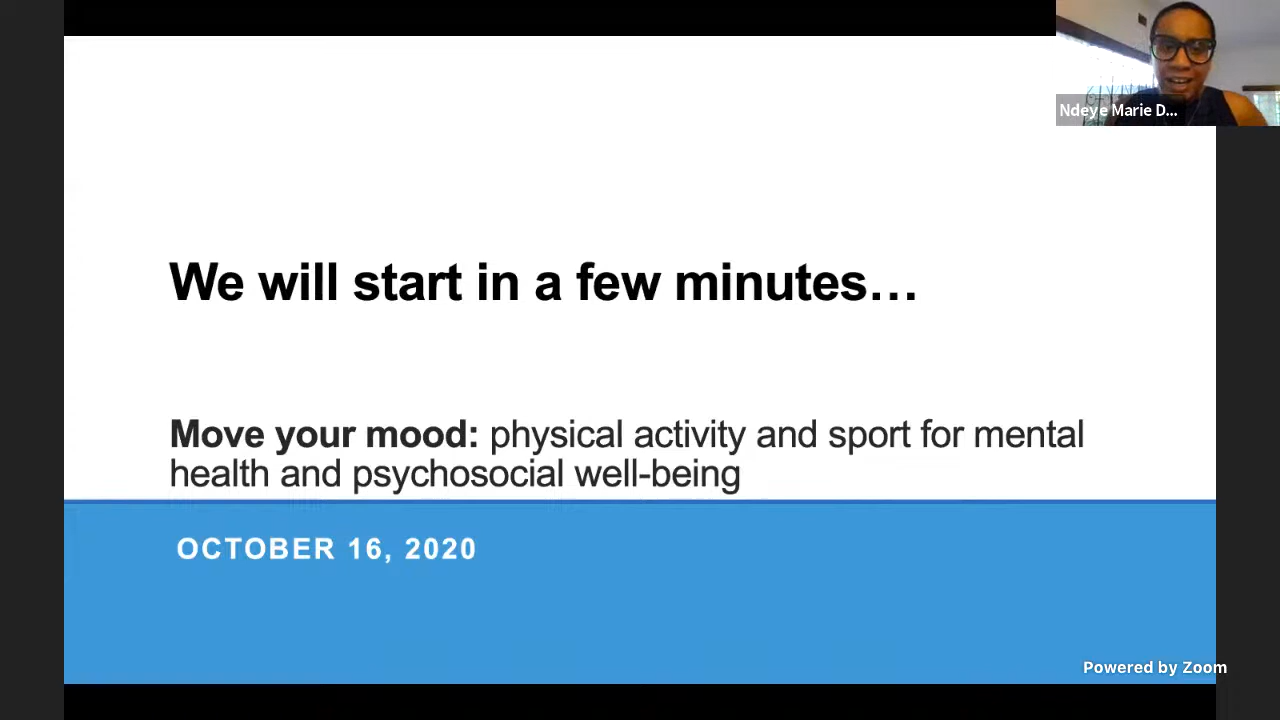 Ndeye Marie D...
We will start in a few minutes...
Move your mood: physical activity and sport for mental
health and psychosocial well-being
OCTOBER 16, 2020
Powered by Zoom